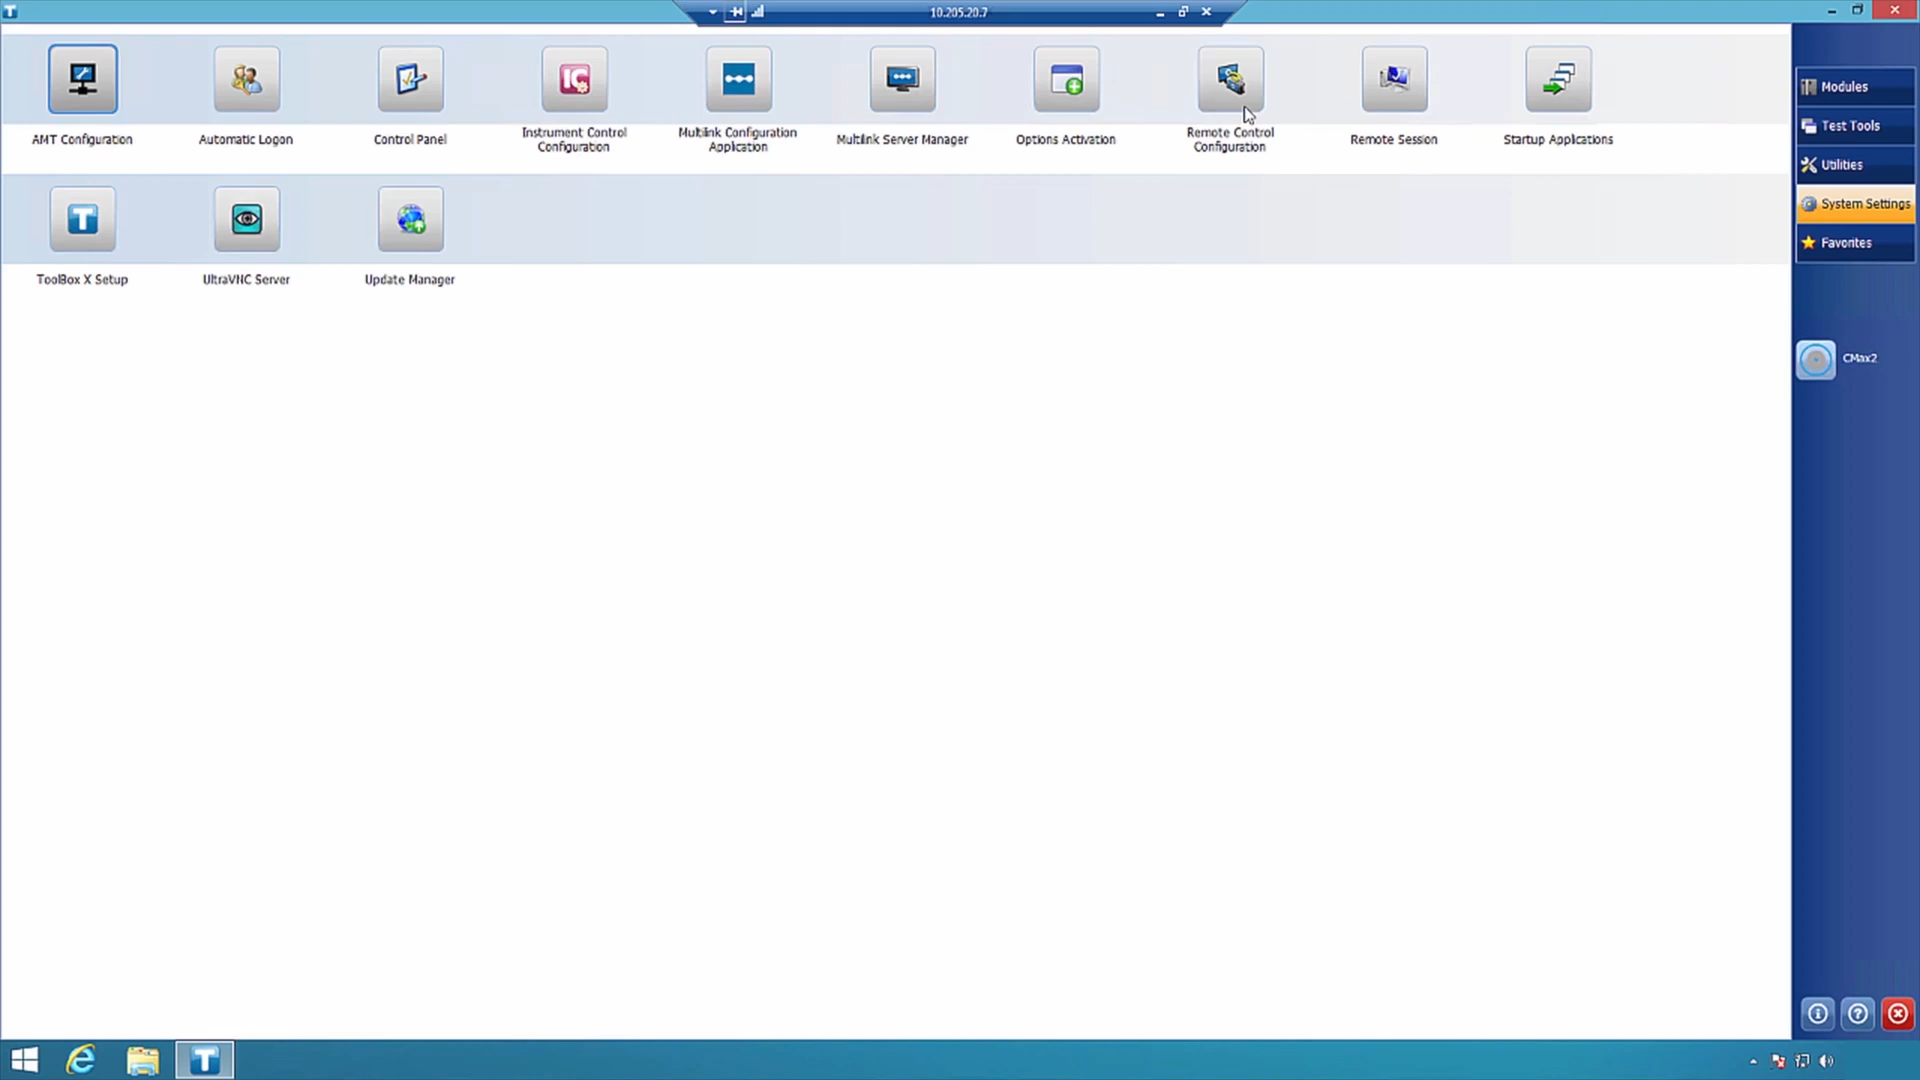 10.205.20.7
AMT Configuration
Automatic Logon
Control Panel
Instrument Control
Configuration
Multilink Configuration
Application
Multilink Server Manager
Options Activation
Remote Control
Configuration
Remote Session
Startup Applications
ToolBox X Setup
UltraVNC Server
Update Manager
Modules
Test Tools
Utilities
System Settings
Favorites
CMax2